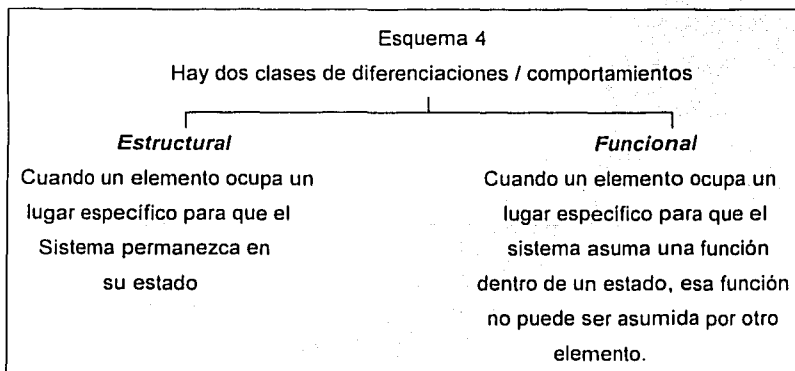 Esquema 4
Hay dos clases de diferenciaciones / comportamientos
Estructural
Cuando un elemento ocupa un
lugar específico para que el
Sistema permanezca en
su estado
Funcional
Cuando un elemento ocupa un
lugar específico para que el
sistema asuma una función
dentro de un estado, esa función
no puede ser asumida por otro
elemento.